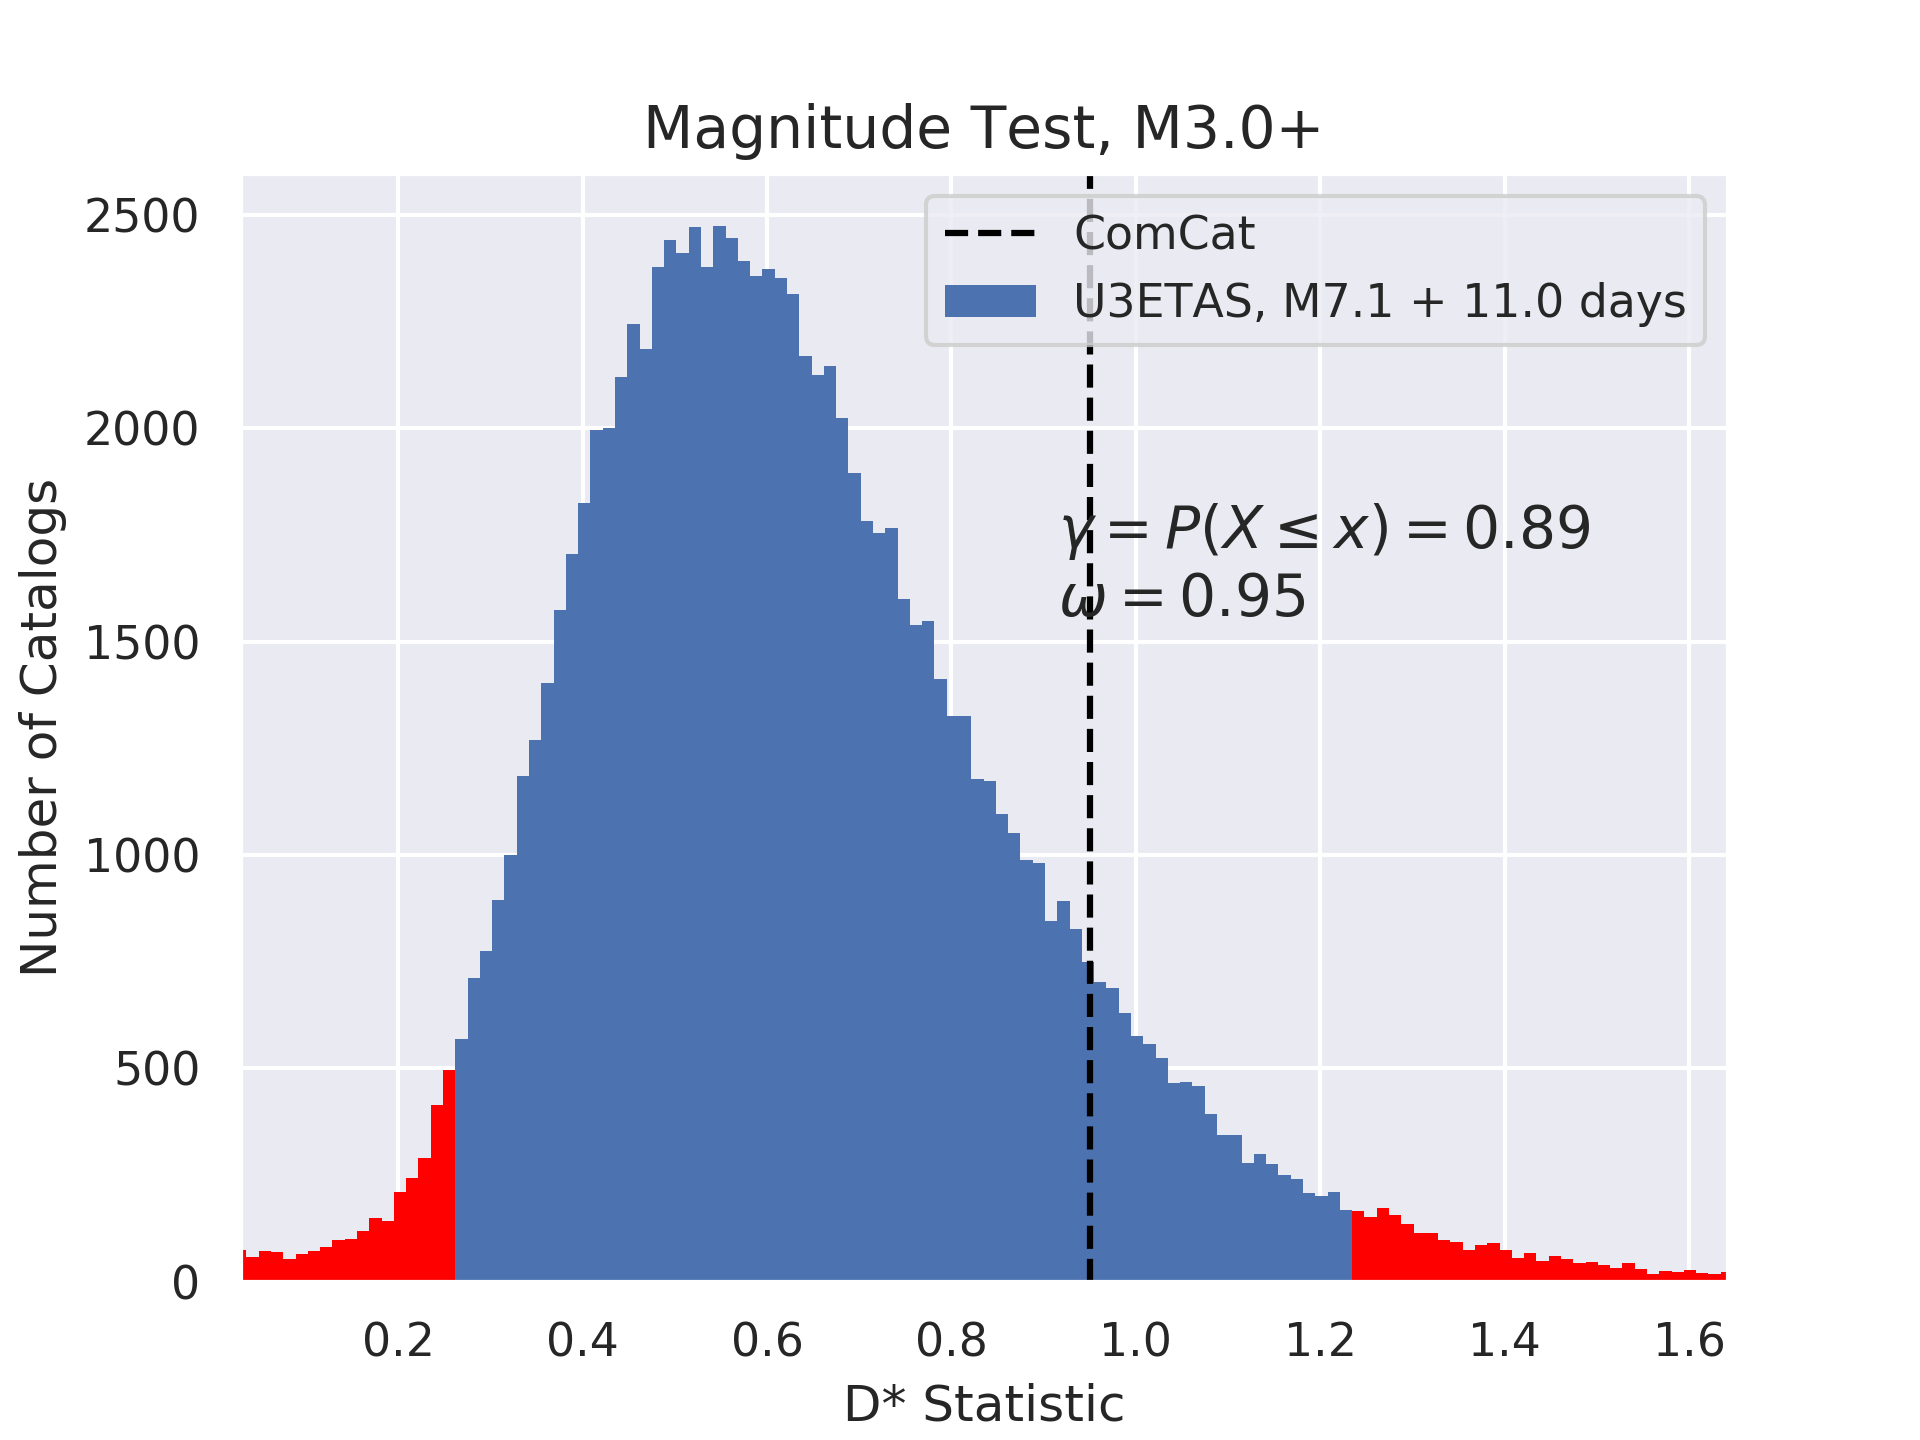 Magnitude Test, M3.0+
ComCat
U3ETAS, M7.1 + 11.0 days
γ = P(X ≤ x) = 0.89
ω = 0.95
2500
2000
1500
1000
500
0
Number of Catalogs
0.2 0.4 0.6 0.8 1.0 1.2 1.4 1.6
D* Statistic